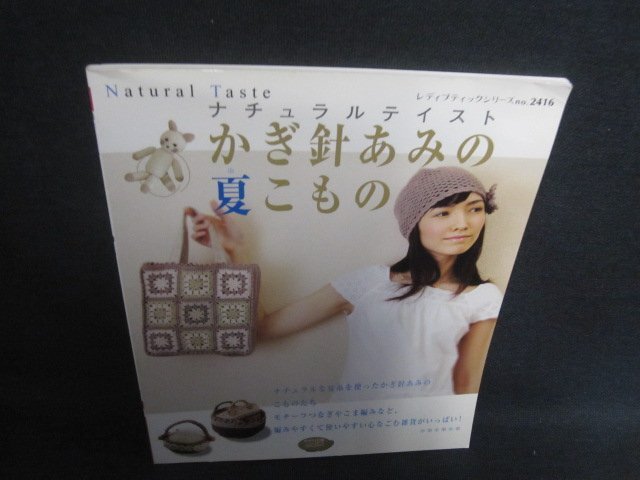 Natural Taste
レディブティックシリーズno.2416
ナチュラルテイスト
かぎ針あみの
夏こもの
ナチュラルな夏糸を使ったかぎ針あみの
こものたち
モチーフつなぎやこま編みなど、
編みやすくて使いやすい心なごむ雑貨がいっぱい!